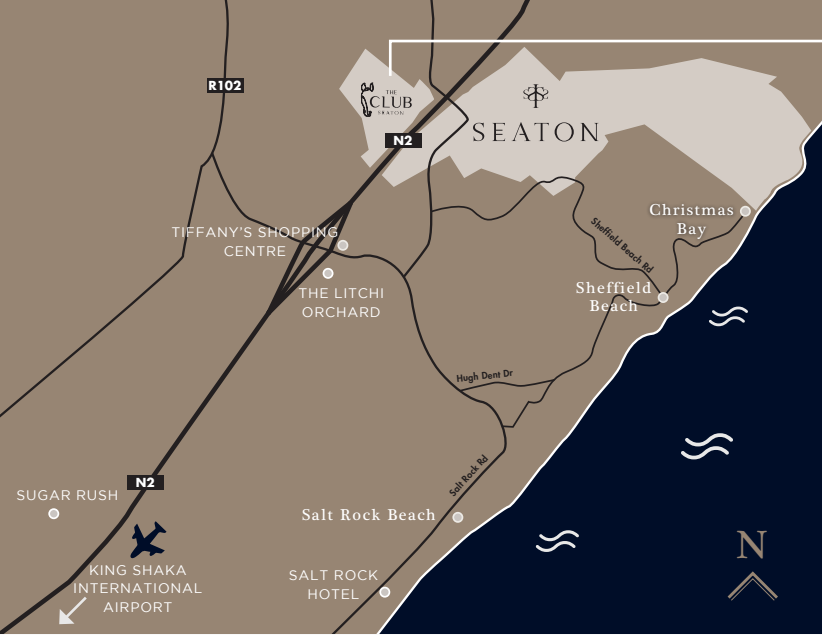 R102
THE
CLUB
SEATON
N2
SEATON
Christmas
Bay
TIFFANY'S SHOPPING
CENTRE
Sheffield Beach Rd
THE LITCHI
ORCHARD
Sheffield
Beach
Hugh Dent Dr
N2
SUGAR RUSH
Salt Rock Rd
Salt Rock Beach
KING SHAKA
INTERNATIONAL
AIRPORT
SALT ROCK
HOTEL
N